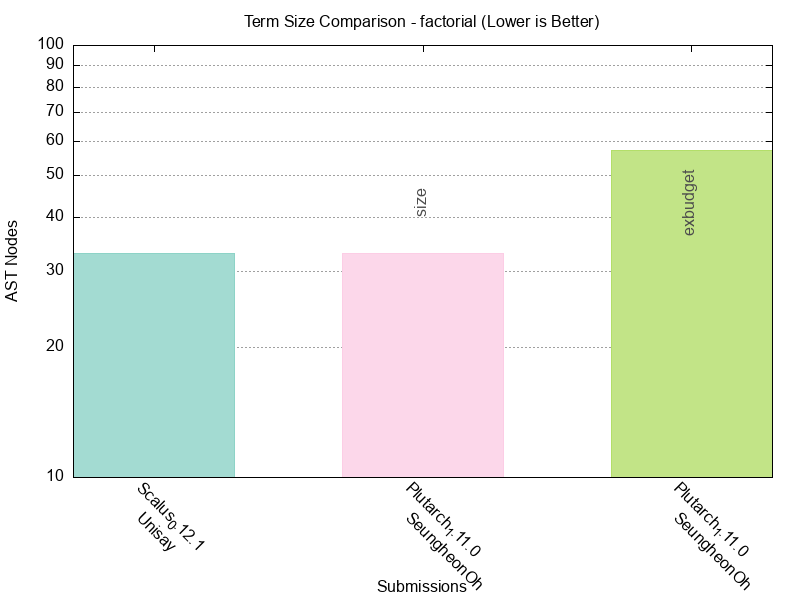 Term Size Comparison - factorial (Lower is Better)
100
90
80
70
60
50
40
30
20
10
AST Nodes
size
exbudget
Scalus0.12.1
Unisay
Plutarch1.11.0
SeungheonOh
Plutarch1.11.0
SeungheonOh
Submissions